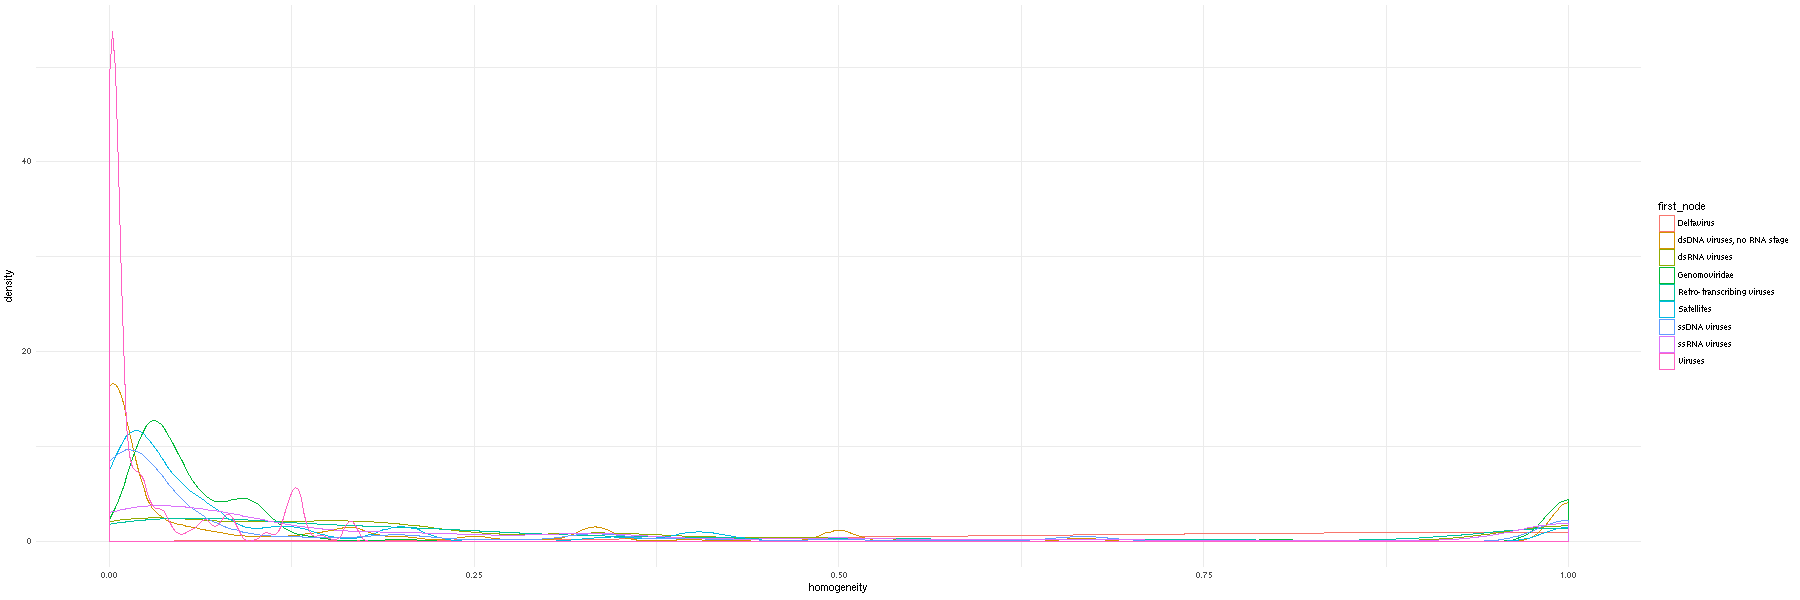 density
40
20
0
0.00
0.25
0.50
0.75
1.00
homogeneity
first_node
Deltavirus
dsDNA viruses, no RNA stage
dsRNA viruses
Genomoviridae
Retro-transcribing viruses
Satellites
ssDNA viruses
ssRNA viruses
Viruses